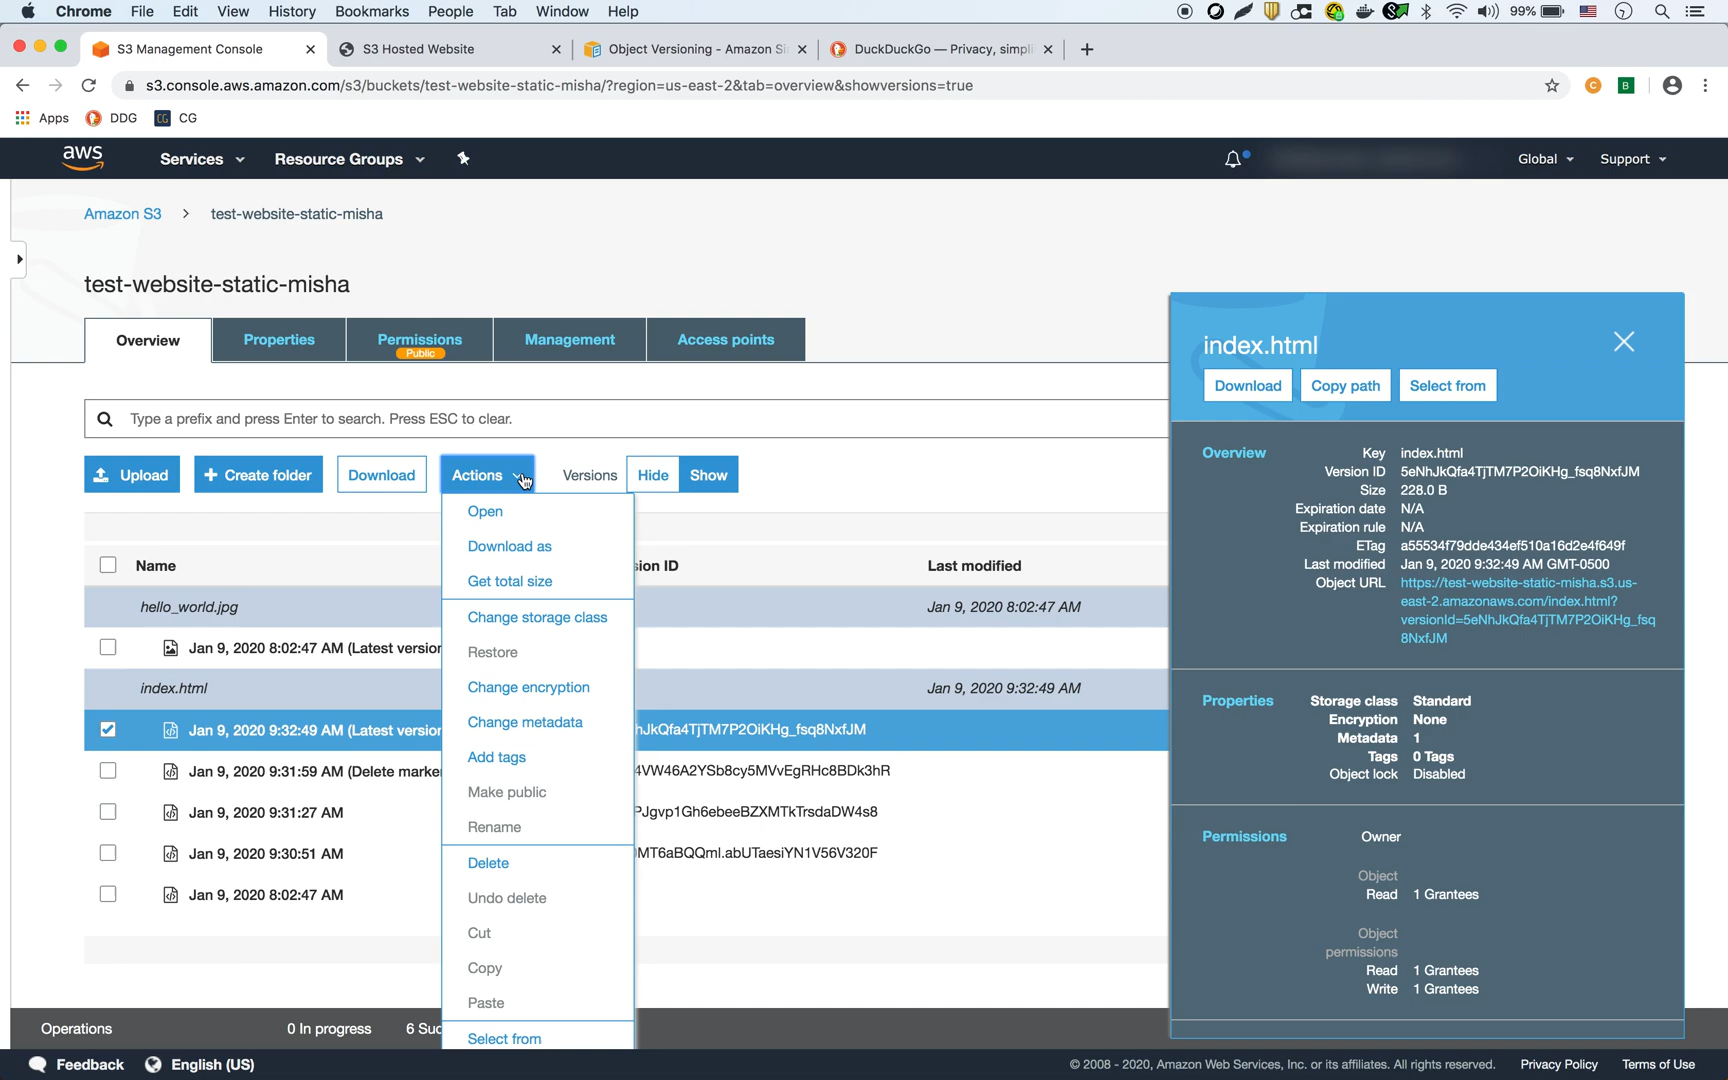 Chrome File Edit View History Bookmarks People Tab Window Help 99%
S3 Management Console S3 Hosted Website Object Versioning - Amazon Si DuckDuckGo — Privacy, simpli
s3.console.aws.amazon.com/s3/buckets/test-website-static-misha/?region=us-east-2&tab=overview&showversions=true
Apps DDG CG CG
aws Services Resource Groups Global Support
Amazon S3 > test-website-static-misha
test-website-static-misha
Overview Properties Permissions Management Access points
Public
Type a prefix and press Enter to search. Press ESC to clear.
Upload + Create folder Download Actions Versions Hide Show
Open
Download as
Get total size
Change storage class
Restore
Change encryption
Change metadata
Add tags
Make public
Rename
Delete
Undo delete
Cut
Copy
Paste
Select from
Name ion ID Last modified
hello_world.jpg Jan 9, 2020 8:02:47 AM
Jan 9, 2020 8:02:47 AM (Latest version
index.html Jan 9, 2020 9:32:49 AM
Jan 9, 2020 9:32:49 AM (Latest version hJkQfa4TjTM7P2OiKHg_fsq8NxfJM
Jan 9, 2020 9:31:59 AM (Delete marke 4VW46A2YSb8cy5MVvEgRHc8BDk3hR
Jan 9, 2020 9:31:27 AM PJgvp1Gh6ebeeBZXMTkTrsdaDW4s8
Jan 9, 2020 9:30:51 AM MT6aBQQml.abUTaesiYN1V56V320F
Jan 9, 2020 8:02:47 AM
index.html
Download Copy path Select from
Overview Key index.html
Version ID 5eNhJkQfa4TjTM7P2OiKHg_fsq8NxfJM
Size 228.0 B
Expiration date N/A
Expiration rule N/A
ETag a55534f79dde434ef510a16d2e4f649f
Last modified Jan 9, 2020 9:32:49 AM GMT-0500
Object URL https://test-website-static-misha.s3.us-
east-2.amazonaws.com/index.html?
versionId=5eNhJkQfa4TjTM7P2OiKHg_fsq
8NxfJM
Properties Storage class Standard
Encryption None
Metadata 1
Tags 0 Tags
Object lock Disabled
Permissions Owner
Object
Read 1 Grantees
Object
permissions
Read 1 Grantees
Write 1 Grantees
Operations 0 In progress 6 Suc
Feedback English (US) © 2008 - 2020, Amazon Web Services, Inc. or its affiliates. All rights reserved. Privacy Policy Terms of Use